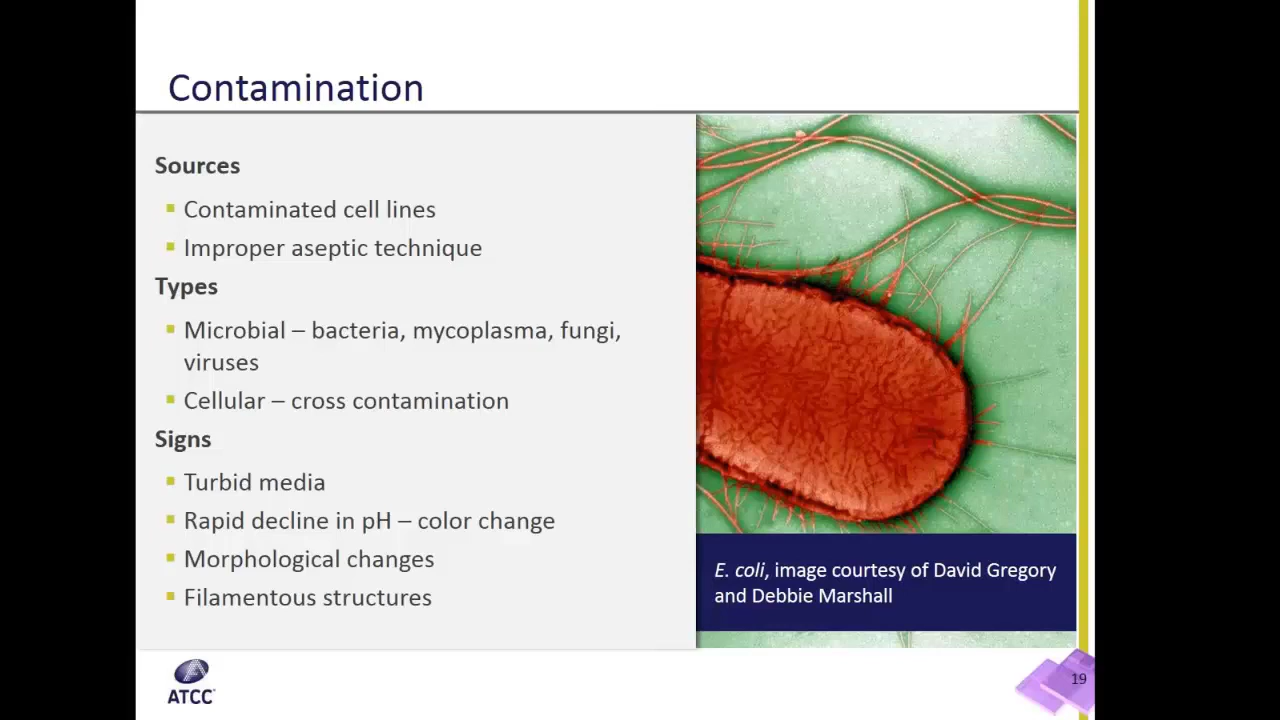 Contamination
Sources
▪ Contaminated cell lines
▪ Improper aseptic technique
Types
▪ Microbial – bacteria, mycoplasma, fungi,
viruses
▪ Cellular – cross contamination
Signs
▪ Turbid media
▪ Rapid decline in pH – color change
▪ Morphological changes
▪ Filamentous structures
E. coli, image courtesy of David Gregory
and Debbie Marshall
ATCC
19